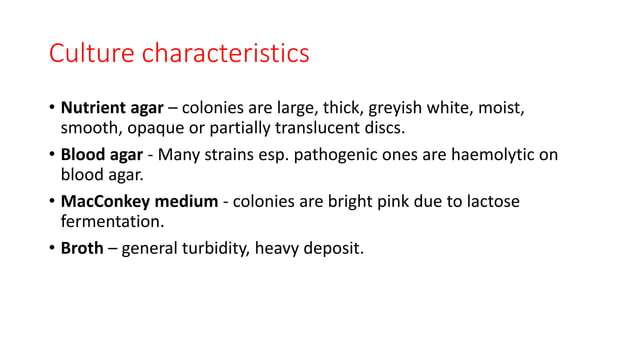 Culture characteristics
• Nutrient agar – colonies are large, thick, greyish white, moist,
smooth, opaque or partially translucent discs.
• Blood agar - Many strains esp. pathogenic ones are haemolytic on
blood agar.
• MacConkey medium - colonies are bright pink due to lactose
fermentation.
• Broth – general turbidity, heavy deposit.